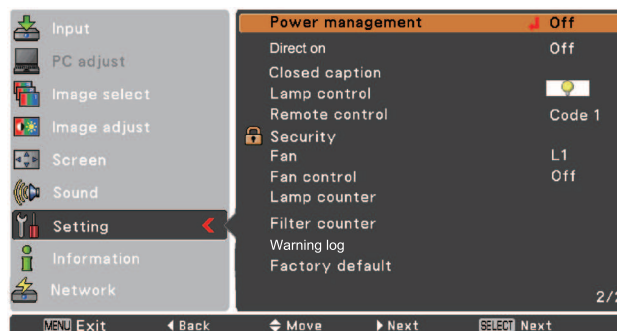 Input
PC adjust
Image select
Image adjust
Screen
Sound
Setting
Information
Network
Power management Off
Direct on Off
Closed caption
Lamp control
Remote control Code 1
Security
Fan L1
Fan control Off
Lamp counter
Filter counter
Warning log
Factory default
2/2
MENU Exit Back Move Next SELECT Next